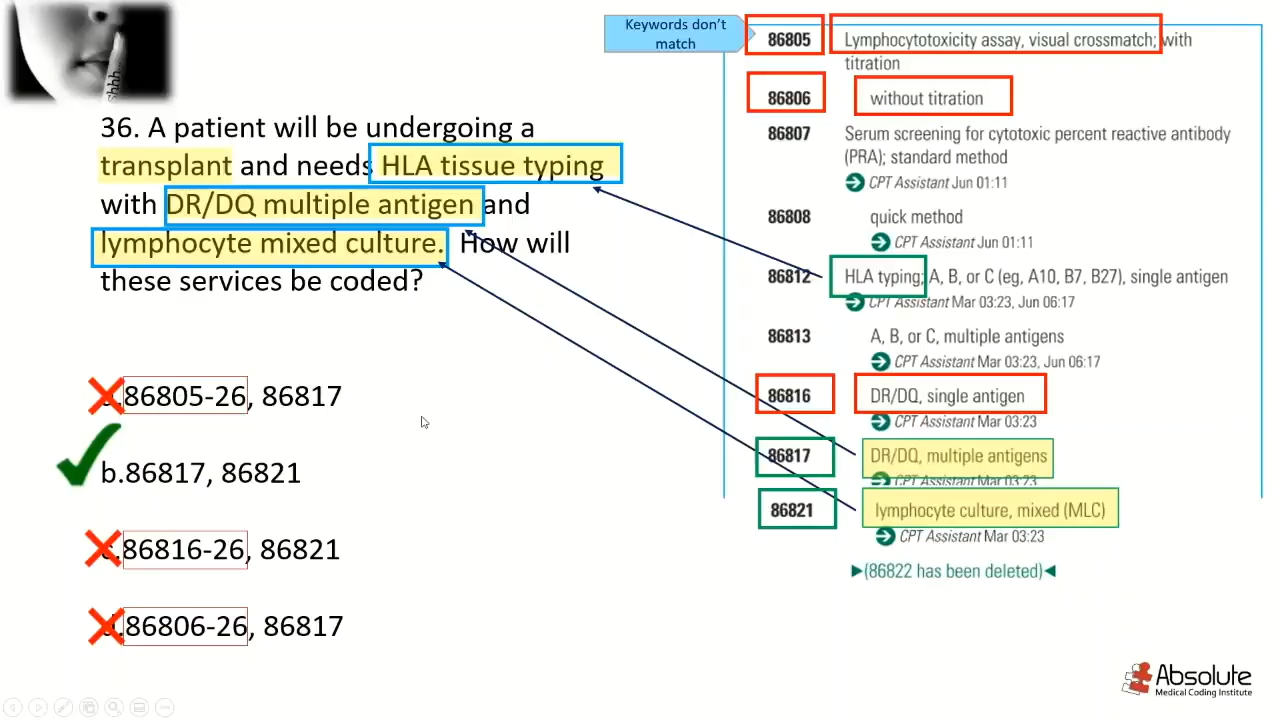 shhh
36. A patient will be undergoing a
transplant and needs HLA tissue typing
with DR/DQ multiple antigen and
lymphocyte mixed culture. How will
these services be coded?
86805-26, 86817
b.86817, 86821
c.86816-26, 86821
d.86806-26, 86817
Keywords don't
match
86805 Lymphocytotoxicity assay, visual crossmatch; with
titration
86806 without titration
86807 Serum screening for cytotoxic percent reactive antibody
(PRA); standard method
CPT Assistant Jun 01:11
86808 quick method
CPT Assistant Jun 01:11
86812 HLA typing; A, B, or C (eg, A10, B7, B27), single antigen
CPT Assistant Mar 03:23, Jun 06:17
86813 A, B, or C, multiple antigens
CPT Assistant Mar 03:23, Jun 06:17
86816 DR/DQ, single antigen
CPT Assistant Mar 03:23
86817 DR/DQ, multiple antigens
CPT Assistant Mar 03:23
86821 lymphocyte culture, mixed (MLC)
CPT Assistant Mar 03:23
▶(86822 has been deleted)◀
Absolute
Medical Coding Institute